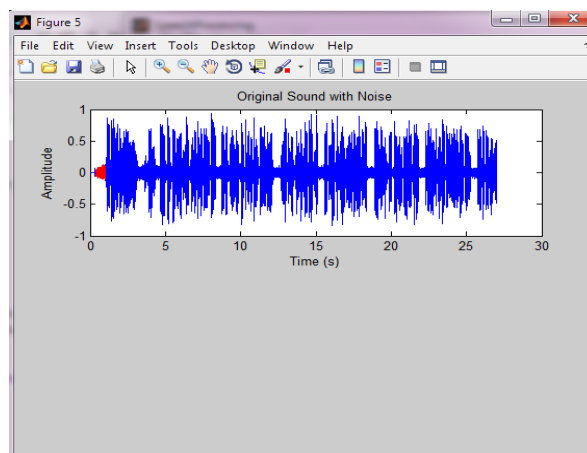 Figure 5
File Edit View Insert Tools Desktop Window Help
Original Sound with Noise
Amplitude
1
0.5
0
-0.5
-1
0 5 10 15 20 25 30
Time (s)